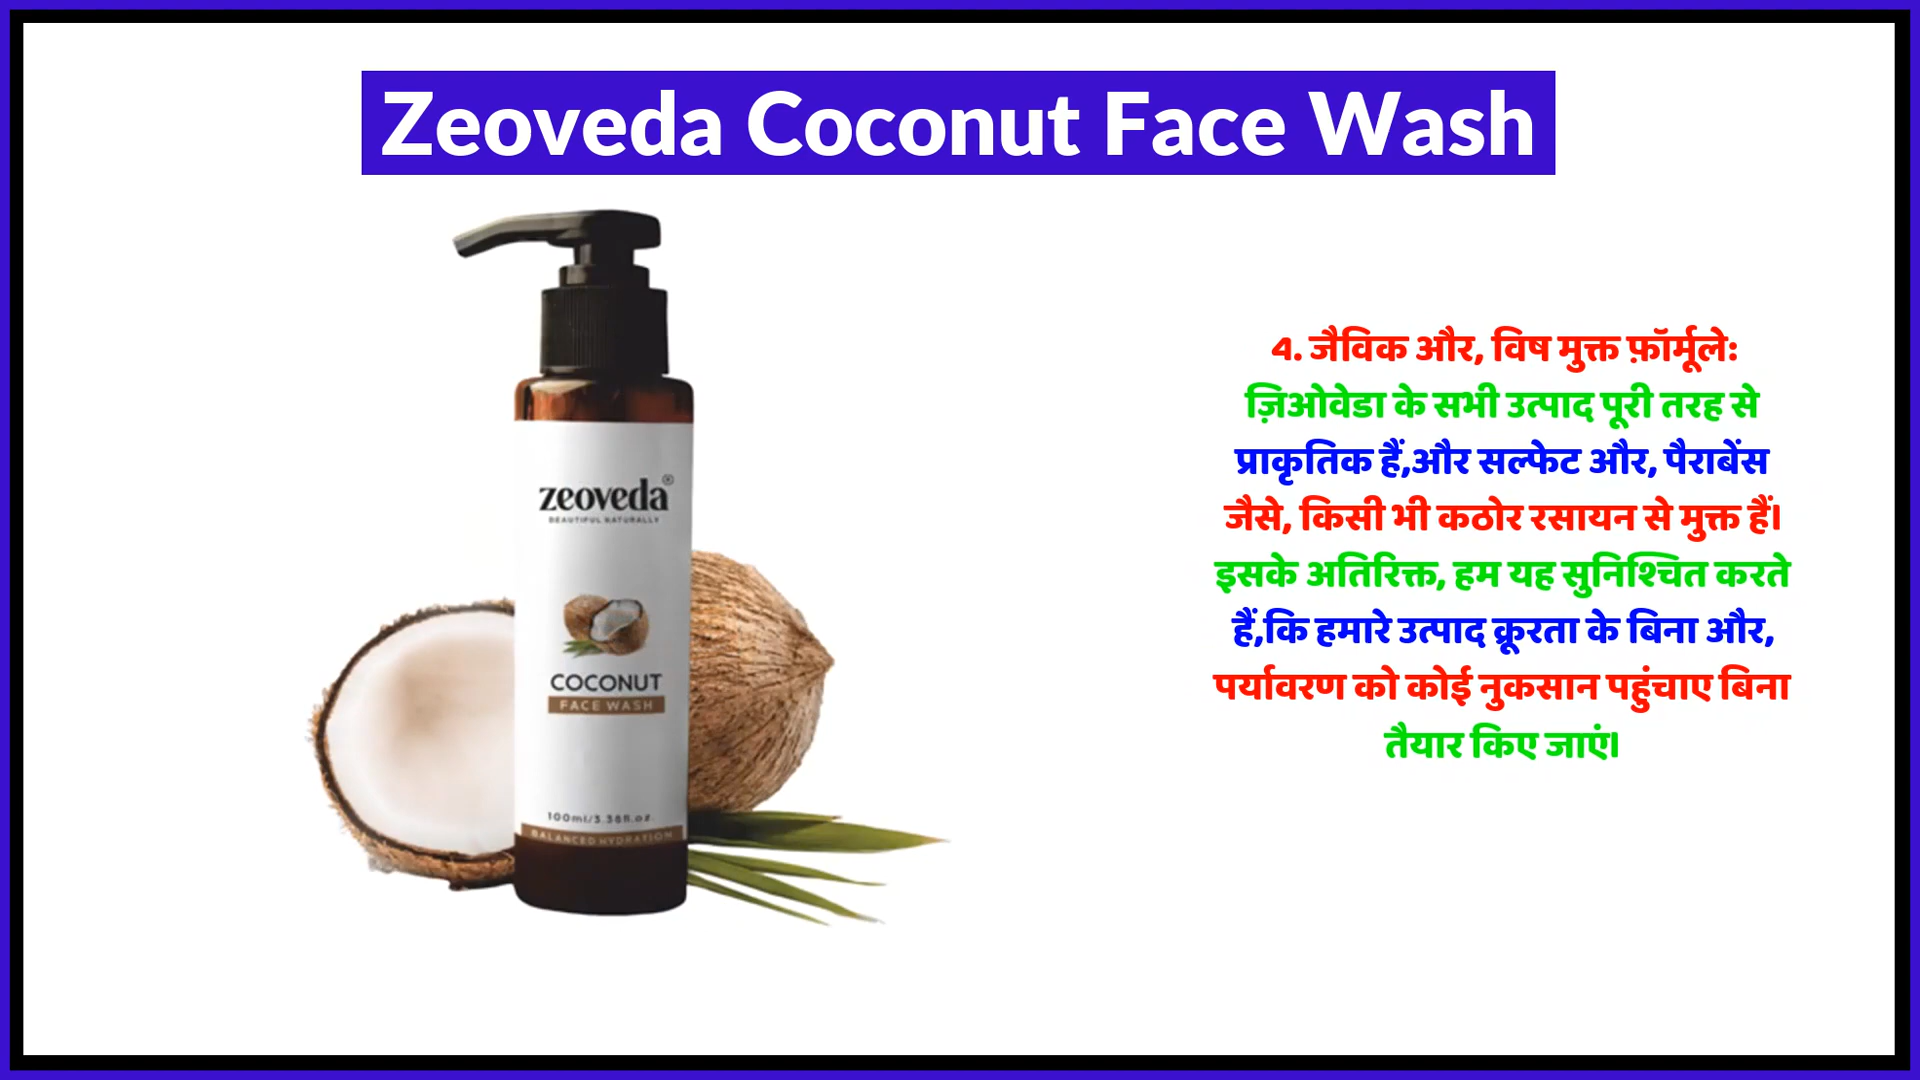 Zeoveda Coconut Face Wash
zeoveda®
BEAUTIFUL NATURALLY
COCONUT
FACE WASH
100ml/3.38fl.oz.
BALANCED HYDRATION
4. जैविक और, विष मुक्त फ़ॉर्मूले:
ज़िओवेडा के सभी उत्पाद पूरी तरह से
प्राकृतिक हैं,और सल्फेट और, पैराबेंस
जैसे, किसी भी कठोर रसायन से मुक्त हैं।
इसके अतिरिक्त, हम यह सुनिश्चित करते
हैं,कि हमारे उत्पाद क्रूरता के बिना और,
पर्यावरण को कोई नुकसान पहुंचाए बिना
तैयार किए जाएं।